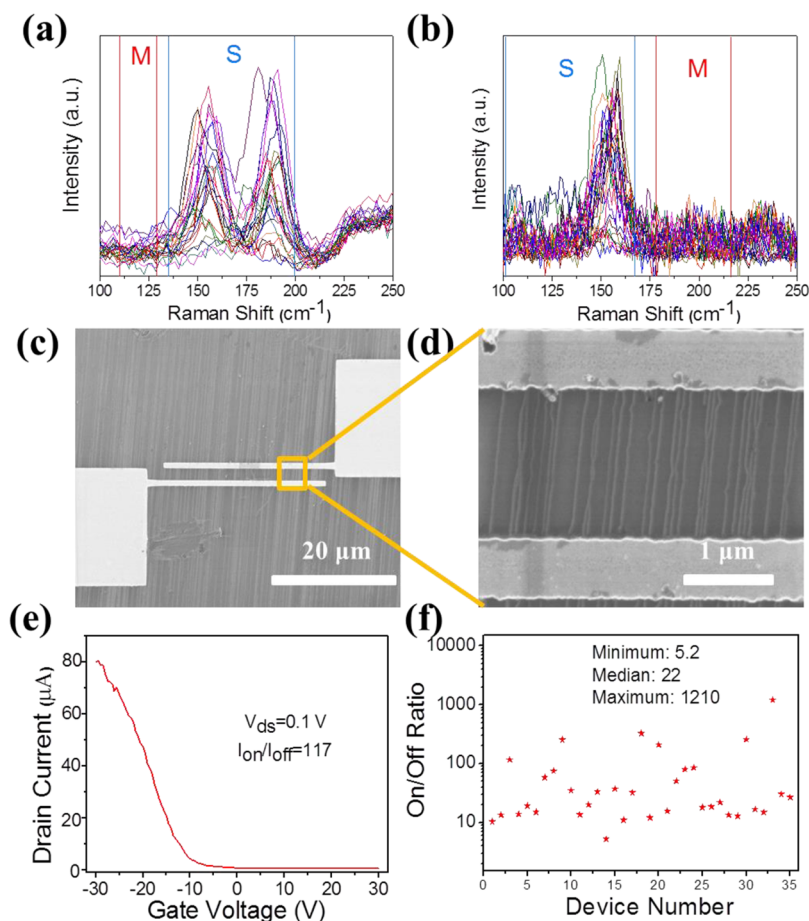 (a)
M
S
Intensity (a.u.)
100 125 150 175 200 225 250
Raman Shift (cm⁻¹)
(b)
S
M
Intensity (a.u.)
100 125 150 175 200 225 250
Raman Shift (cm⁻¹)
(c)
20 μm
(d)
1 μm
(e)
80
60
40
20
0
Drain Current (μA)
V_ds=0.1 V
I_on/I_off=117
-30 -20 -10 0 10 20 30
Gate Voltage (V)
(f)
10000
1000
100
10
On/Off Ratio
Minimum: 5.2
Median: 22
Maximum: 1210
0 5 10 15 20 25 30 35
Device Number